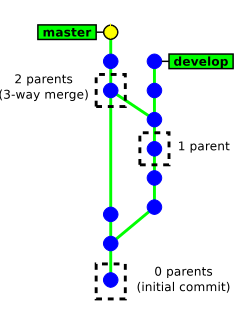 master
develop
2 parents
(3-way merge)
1 parent
0 parents
(initial commit)